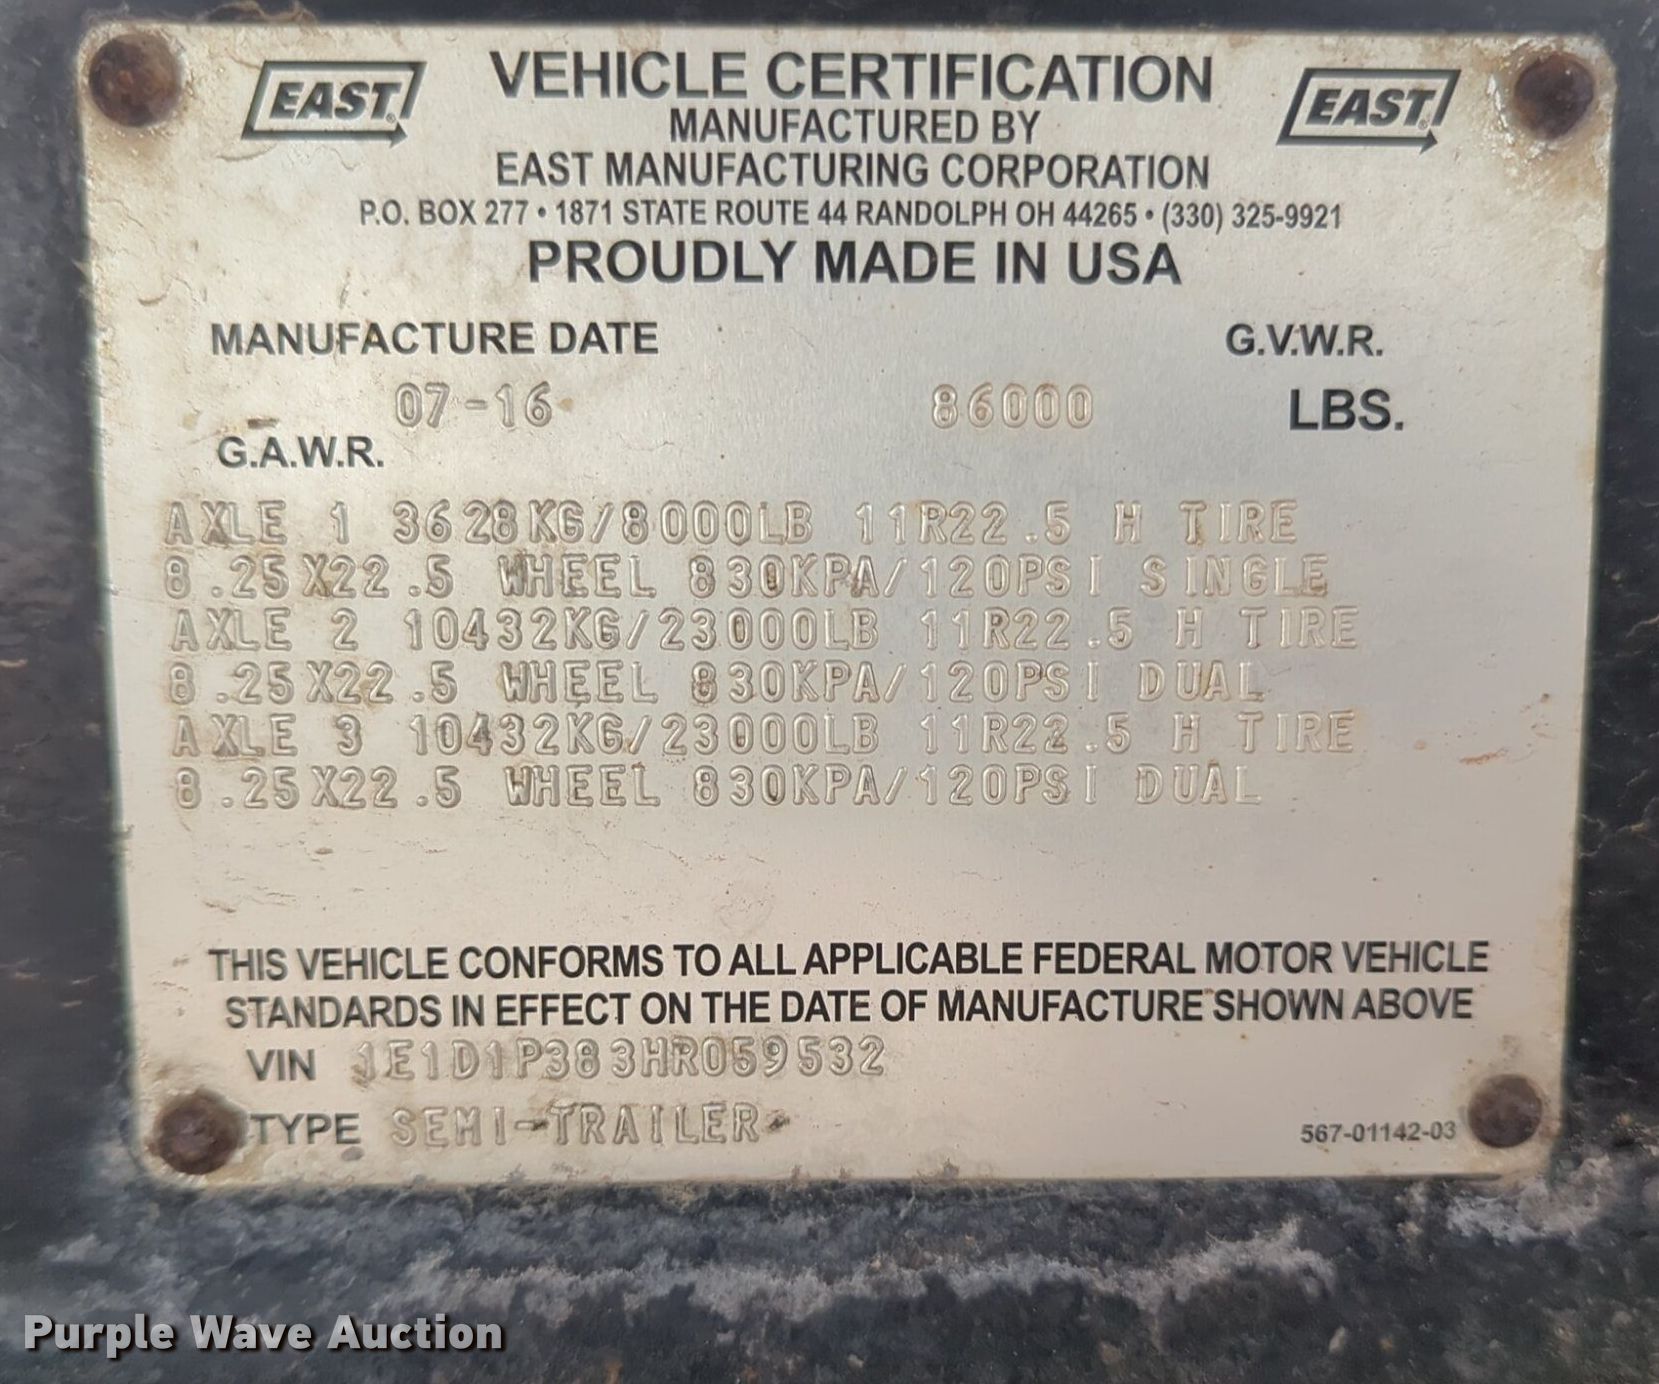 EAST® VEHICLE CERTIFICATION EAST®
MANUFACTURED BY
EAST MANUFACTURING CORPORATION
P.O. BOX 277 • 1871 STATE ROUTE 44 RANDOLPH OH 44265 • (330) 325-9921
PROUDLY MADE IN USA
MANUFACTURE DATE G.V.W.R.
07-16 86000 LBS.
G.A.W.R.
AXLE 1 3628KG/8000LB 11R22.5 H TIRE
8.25X22.5 WHEEL 830KPA/120PSI SINGLE
AXLE 2 10432KG/23000LB 11R22.5 H TIRE
8.25X22.5 WHEEL 830KPA/120PSI DUAL
AXLE 3 10432KG/23000LB 11R22.5 H TIRE
8.25X22.5 WHEEL 830KPA/120PSI DUAL
THIS VEHICLE CONFORMS TO ALL APPLICABLE FEDERAL MOTOR VEHICLE
STANDARDS IN EFFECT ON THE DATE OF MANUFACTURE SHOWN ABOVE
VIN 1E1D1P383HR059532
TYPE SEMI-TRAILER 567-01142-03
Purple Wave Auction